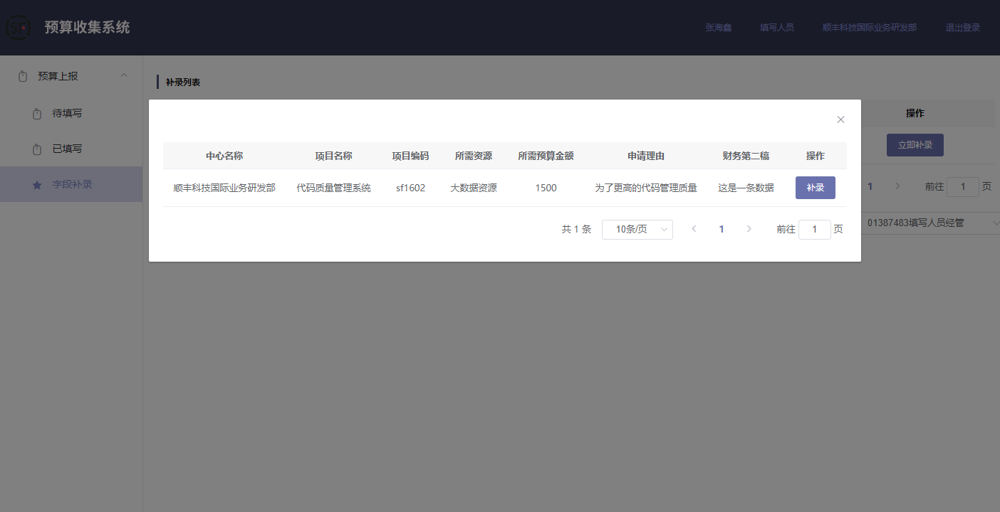 SF 预算收集系统 张海鑫 填写人员 顺丰科技国际业务研发部 退出登录
预算上报
待填写
已填写
字段补录
补录列表
操作
立即补录
1 前往 1 页
01387483填写人员经管
中心名称 项目名称 项目编码 所需资源 所需预算金额 申请理由 财务第二稿 操作
顺丰科技国际业务研发部 代码质量管理系统 sf1602 大数据资源 1500 为了更高的代码管理质量 这是一条数据 补录
共 1 条 10条/页 1 前往 1 页